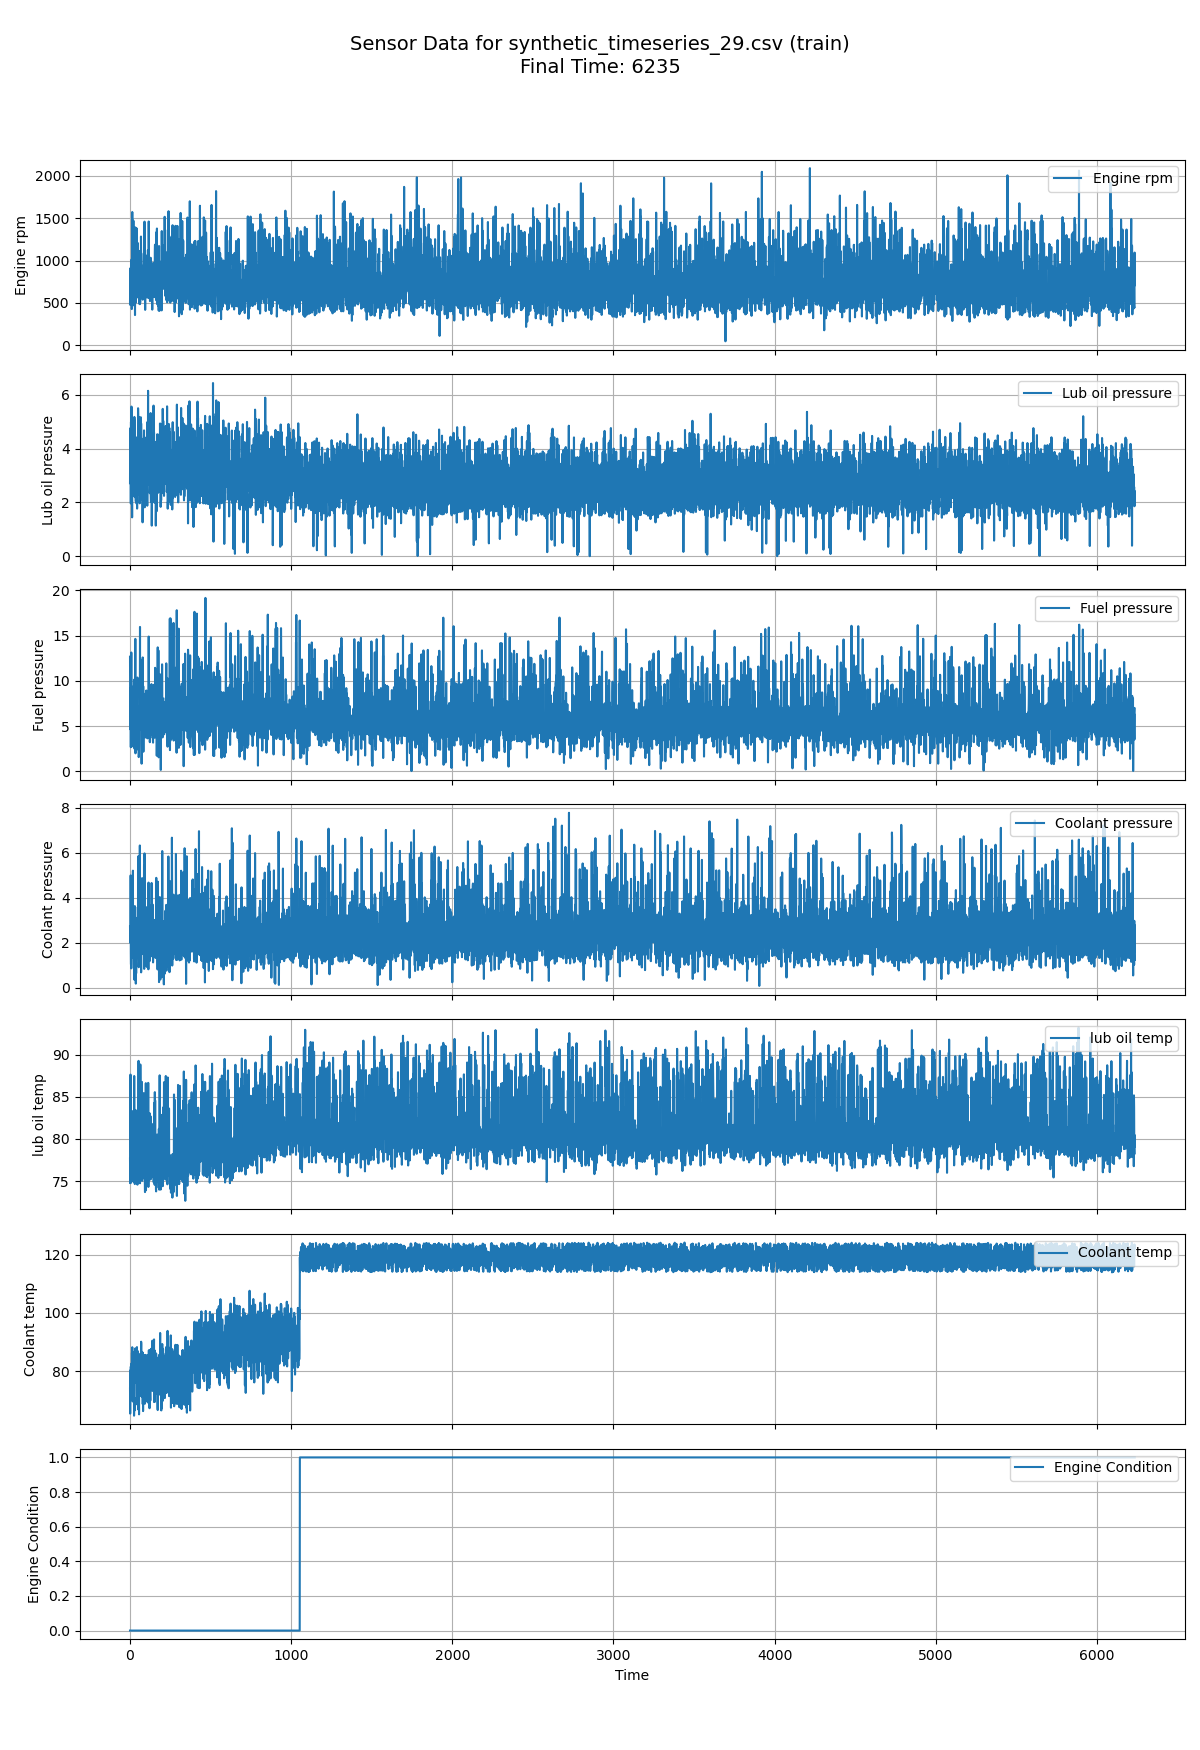 Sensor Data for synthetic_timeseries_29.csv (train)
Final Time: 6235
2000
1500
1000
500
0
Engine rpm
Engine rpm
6
4
2
0
Lub oil pressure
Lub oil pressure
20
15
10
5
0
Fuel pressure
Fuel pressure
8
6
4
2
0
Coolant pressure
Coolant pressure
90
85
80
75
lub oil temp
lub oil temp
120
100
80
Coolant temp
Coolant temp
1.0
0.8
0.6
0.4
0.2
0.0
Engine Condition
Engine Condition
0 1000 2000 3000 4000 5000 6000
Time